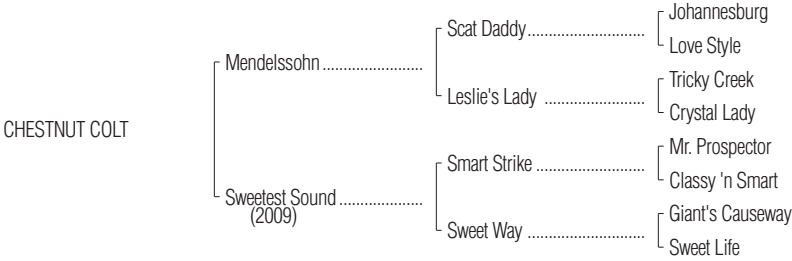 Johannesburg
Scat Daddy
Love Style
Mendelssohn
Tricky Creek
Leslie's Lady
Crystal Lady
CHESTNUT COLT
Mr. Prospector
Smart Strike
Classy 'n Smart
Sweetest Sound
(2009)
Giant's Causeway
Sweet Way
Sweet Life